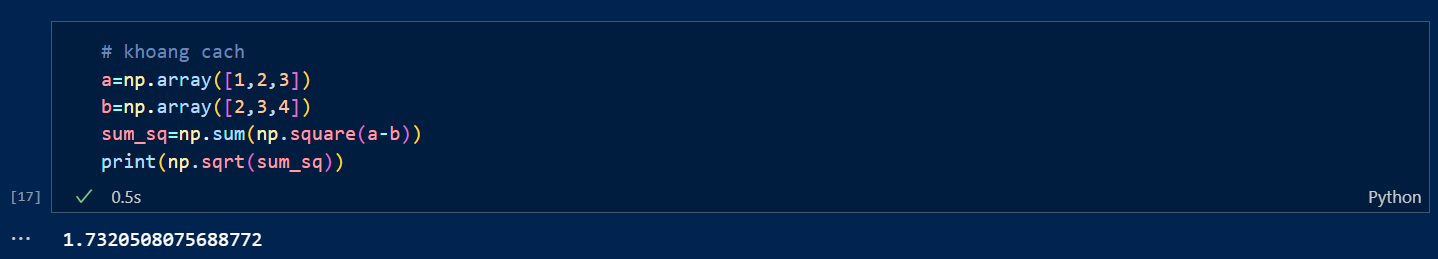 # khoang cach
a=np.array([1,2,3])
b=np.array([2,3,4])
sum_sq=np.sum(np.square(a-b))
print(np.sqrt(sum_sq))
[17] ✓ 0.5s Python
... 1.7320508075688772